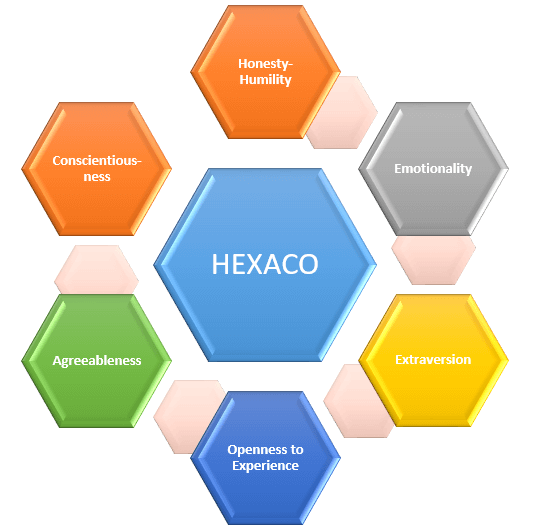 Honesty-
Humility
Emotionality
Extraversion
Openness to
Experience
Agreeableness
Conscientious-
ness
HEXACO